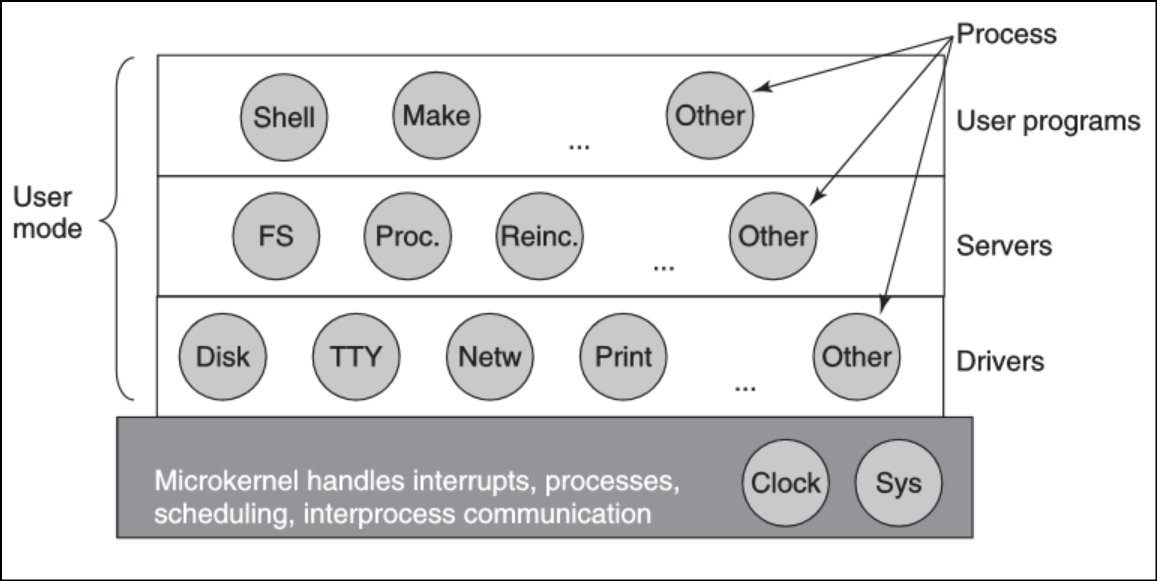 Process
Shell
Make
...
Other
User programs
User
mode
FS
Proc.
Reinc.
...
Other
Servers
Disk
TTY
Netw
Print
...
Other
Drivers
Microkernel handles interrupts, processes,
scheduling, interprocess communication
Clock
Sys